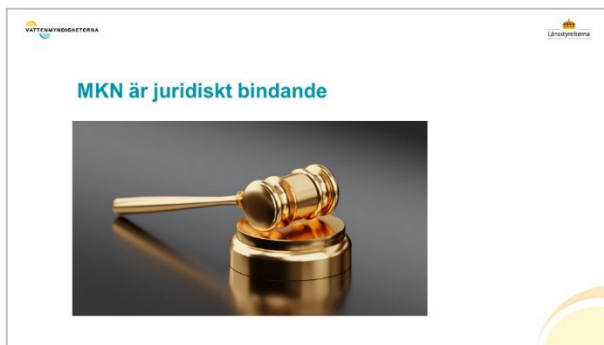 VATTENMYNDIGHETERNA
Länsstyrelserna
MKN är juridiskt bindande